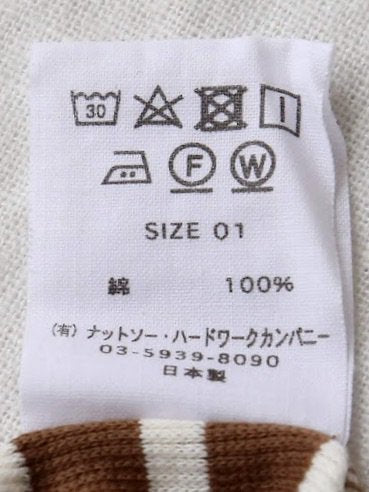 30
F W
SIZE 01
綿 100%
(有) ナットソー・ハードワークカンパニー
03-5939-8090
日本製